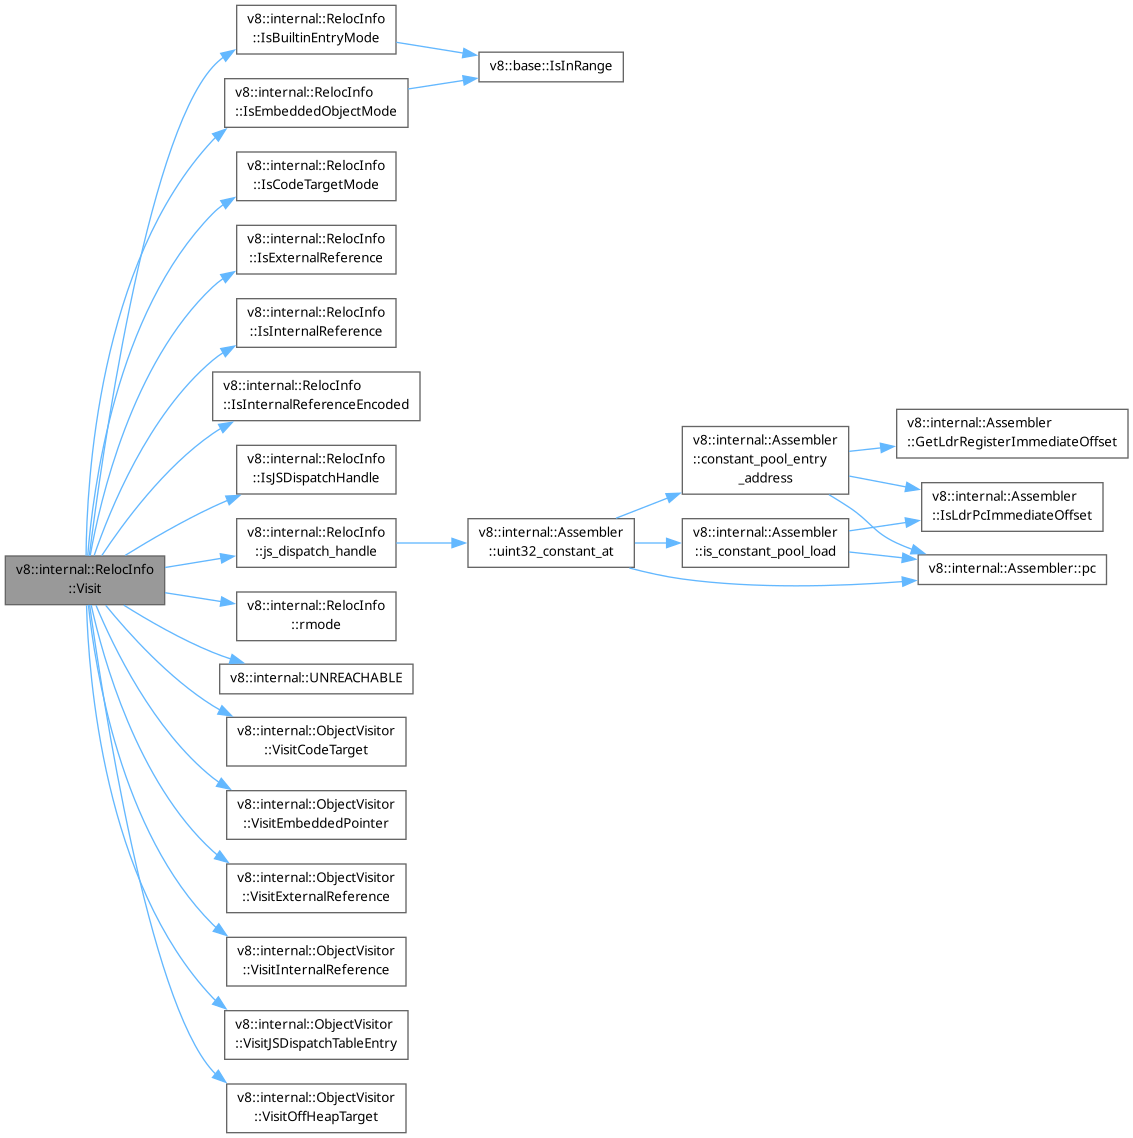 v8::internal::RelocInfo
::IsBuiltinEntryMode
v8::base::IsInRange
v8::internal::RelocInfo
::IsEmbeddedObjectMode
v8::internal::RelocInfo
::IsCodeTargetMode
v8::internal::RelocInfo
::IsExternalReference
v8::internal::RelocInfo
::IsInternalReference
v8::internal::RelocInfo
::IsInternalReferenceEncoded
v8::internal::RelocInfo
::IsJSDispatchHandle
v8::internal::RelocInfo
::js_dispatch_handle
v8::internal::Assembler
::uint32_constant_at
v8::internal::Assembler
::constant_pool_entry
_address
v8::internal::Assembler
::is_constant_pool_load
v8::internal::Assembler
::GetLdrRegisterImmediateOffset
v8::internal::Assembler
::IsLdrPcImmediateOffset
v8::internal::Assembler::pc
v8::internal::RelocInfo
::Visit
v8::internal::RelocInfo
::rmode
v8::internal::UNREACHABLE
v8::internal::ObjectVisitor
::VisitCodeTarget
v8::internal::ObjectVisitor
::VisitEmbeddedPointer
v8::internal::ObjectVisitor
::VisitExternalReference
v8::internal::ObjectVisitor
::VisitInternalReference
v8::internal::ObjectVisitor
::VisitJSDispatchTableEntry
v8::internal::ObjectVisitor
::VisitOffHeapTarget